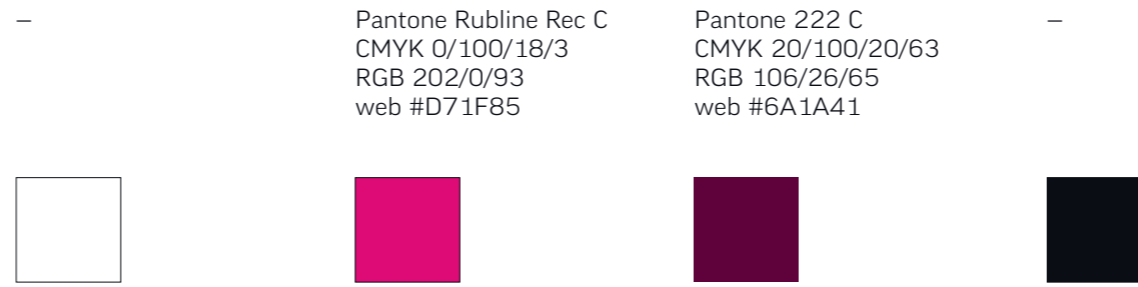 –
Pantone Rubline Rec C
CMYK 0/100/18/3
RGB 202/0/93
web #D71F85
Pantone 222 C
CMYK 20/100/20/63
RGB 106/26/65
web #6A1A41
–